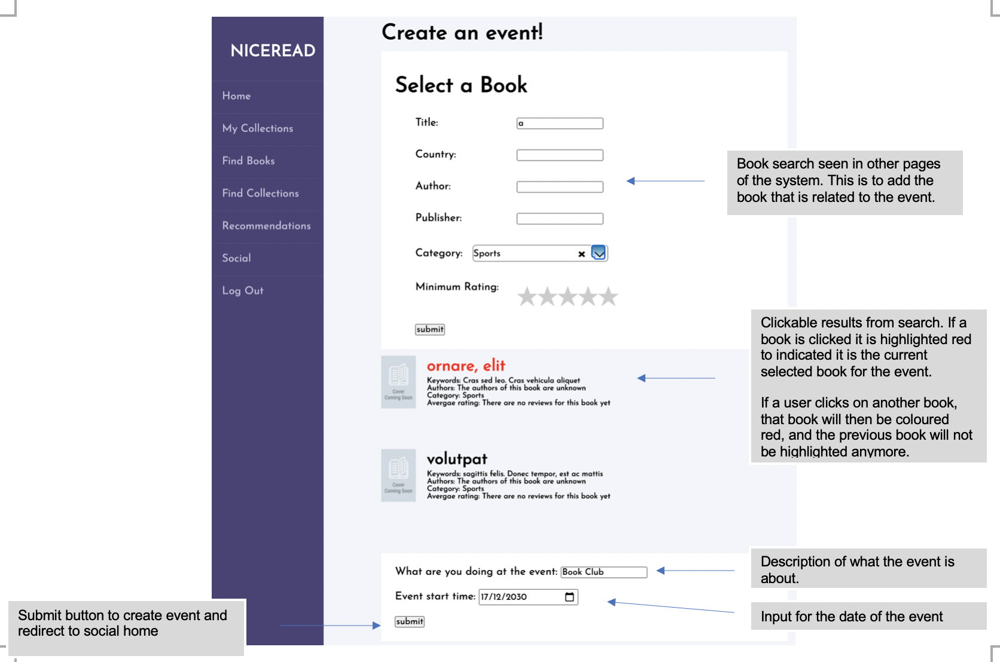 NICEREAD
Home
My Collections
Find Books
Find Collections
Recommendations
Social
Log Out
Create an event!
Select a Book
Title: a
Country:
Author:
Publisher:
Category: Sports
Minimum Rating:
submit
Cover
Coming Soon
ornare, elit
Keywords: Cras sed leo. Cras vehicula aliquet
Authors: The authors of this book are unknown
Category: Sports
Avergae rating: There are no reviews for this book yet
Cover
Coming Soon
volutpat
Keywords: sagittis felis. Donec tempor, est ac mattis
Authors: The authors of this book are unknown
Category: Sports
Avergae rating: There are no reviews for this book yet
What are you doing at the event: Book Club
Event start time: 17/12/2030
submit
Book search seen in other pages
of the system. This is to add the
book that is related to the event.
Clickable results from search. If a
book is clicked it is highlighted red
to indicated it is the current
selected book for the event.
If a user clicks on another book,
that book will then be coloured
red, and the previous book will not
be highlighted anymore.
Description of what the event is
about.
Input for the date of the event
Submit button to create event and
redirect to social home